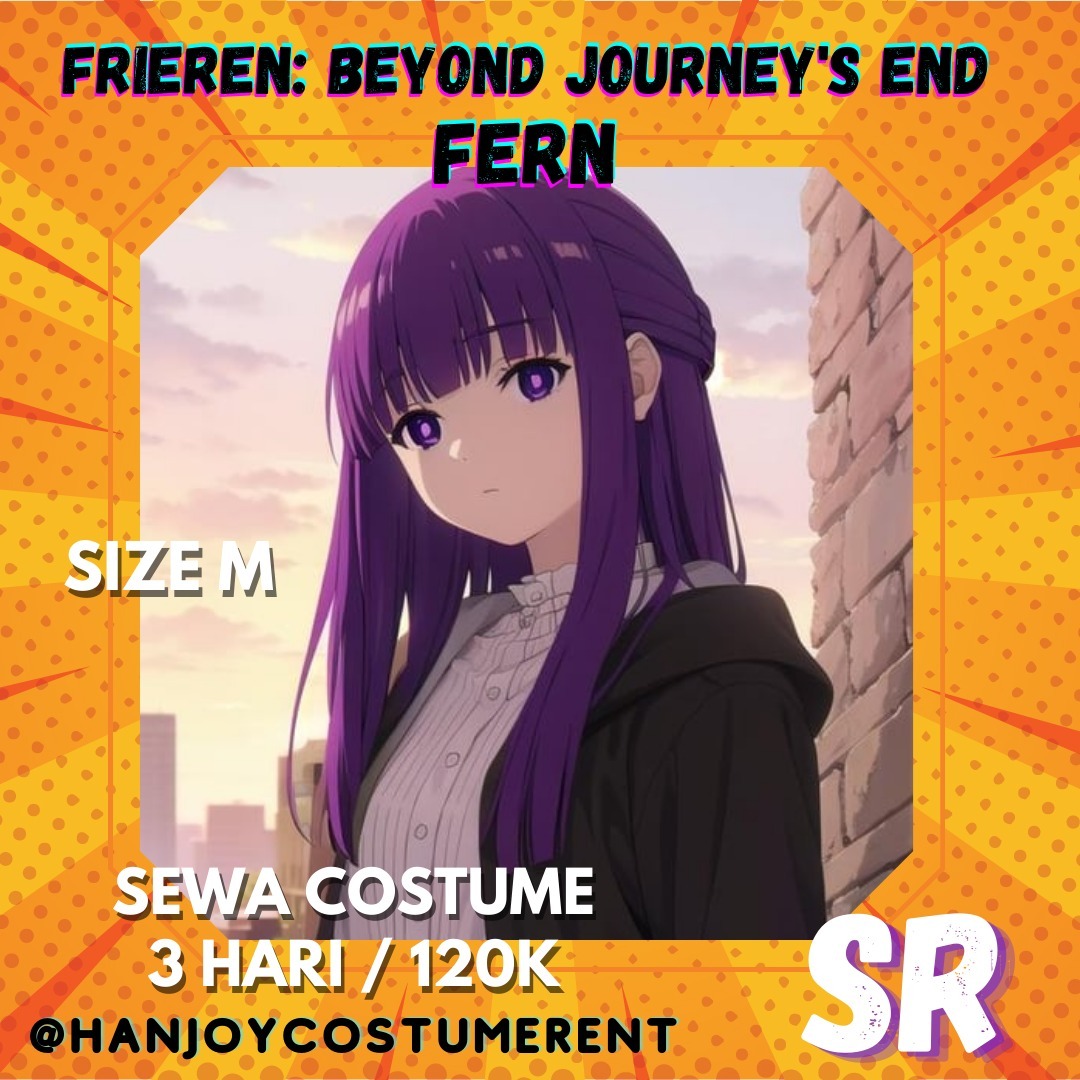 FRIEREN: BEYOND JOURNEY'S END
FERN
SIZE M
SEWA COSTUME
3 HARI / 120K
@HANJOYCOSTUMERENT
SR